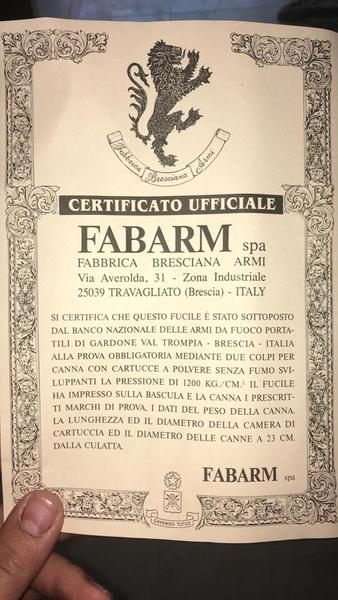 Fabbrica Bresciana Armi
CERTIFICATO UFFICIALE
FABARM spa
FABBRICA BRESCIANA ARMI
Via Averolda, 31 - Zona Industriale
25039 TRAVAGLIATO (Brescia) - ITALY
SI CERTIFICA CHE QUESTO FUCILE È STATO SOTTOPOSTO
DAL BANCO NAZIONALE DELLE ARMI DA FUOCO PORTA-
TILI DI GARDONE VAL TROMPIA - BRESCIA - ITALIA
ALLA PROVA OBBLIGATORIA MEDIANTE DUE COLPI PER
CANNA CON CARTUCCE A POLVERE SENZA FUMO SVI-
LUPPANTI LA PRESSIONE DI 1200 KG./CM.² IL FUCILE
HA IMPRESSO SULLA BASCULA E LA CANNA I PRESCRIT-
TI MARCHI DI PROVA, I DATI DEL PESO DELLA CANNA,
LA LUNGHEZZA ED IL DIAMETRO DELLA CAMERA DI
CARTUCCIA ED IL DIAMETRO DELLE CANNE A 23 CM.
DALLA CULATTA.
FABARM spa
CAVENDO TUTUS